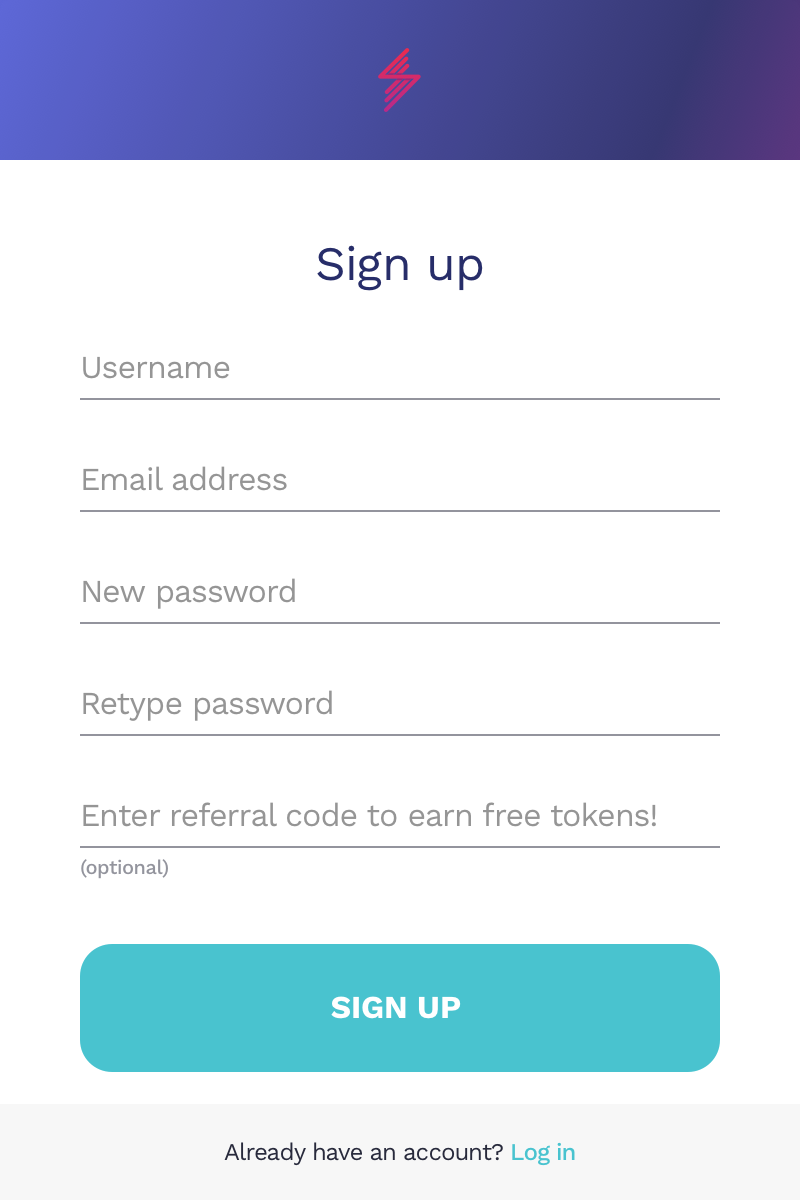 Sign up
Username
Email address
New password
Retype password
Enter referral code to earn free tokens!
(optional)
SIGN UP
Already have an account? Log in